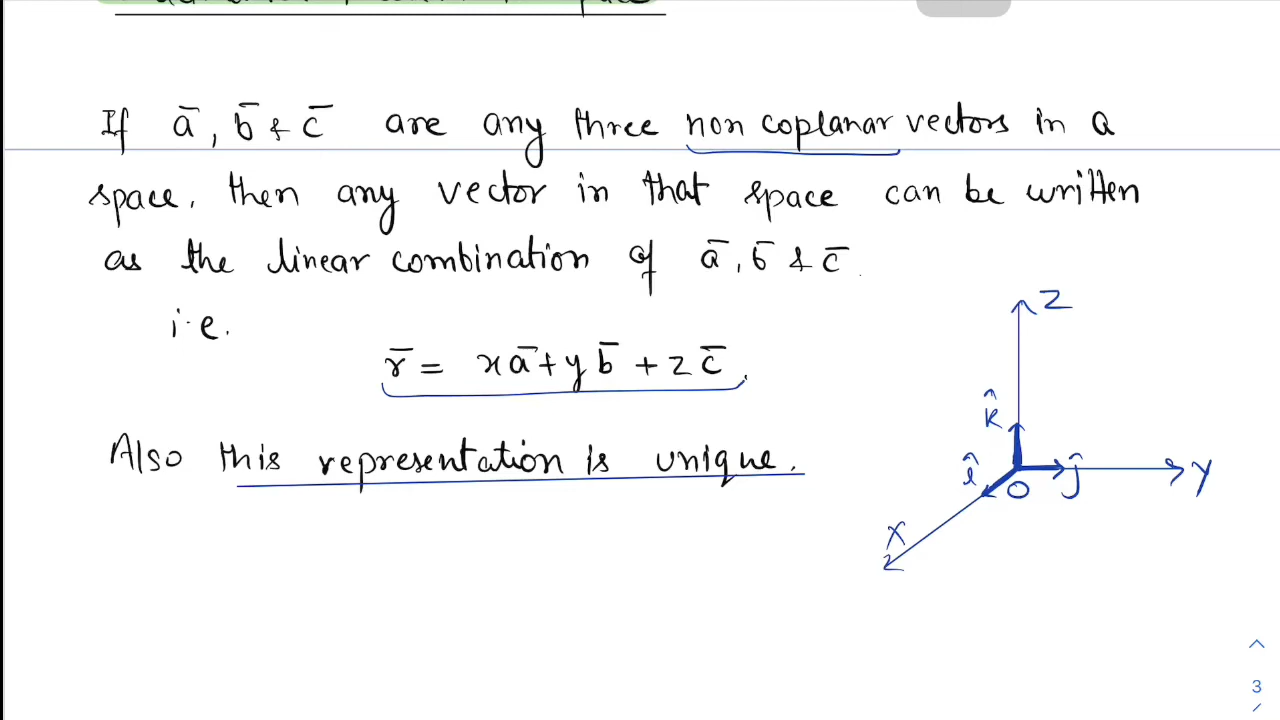 If a̅, b̅ & c̅ are any three non coplanar vectors in a
space, then any vector in that space can be written
as the linear combination of a̅, b̅ & c̅.
i.e.
r̅ = xa̅ + yb̅ + zc̅.
Also this representation is unique.
Z
k̂
î
O
ĵ
Y
X
3